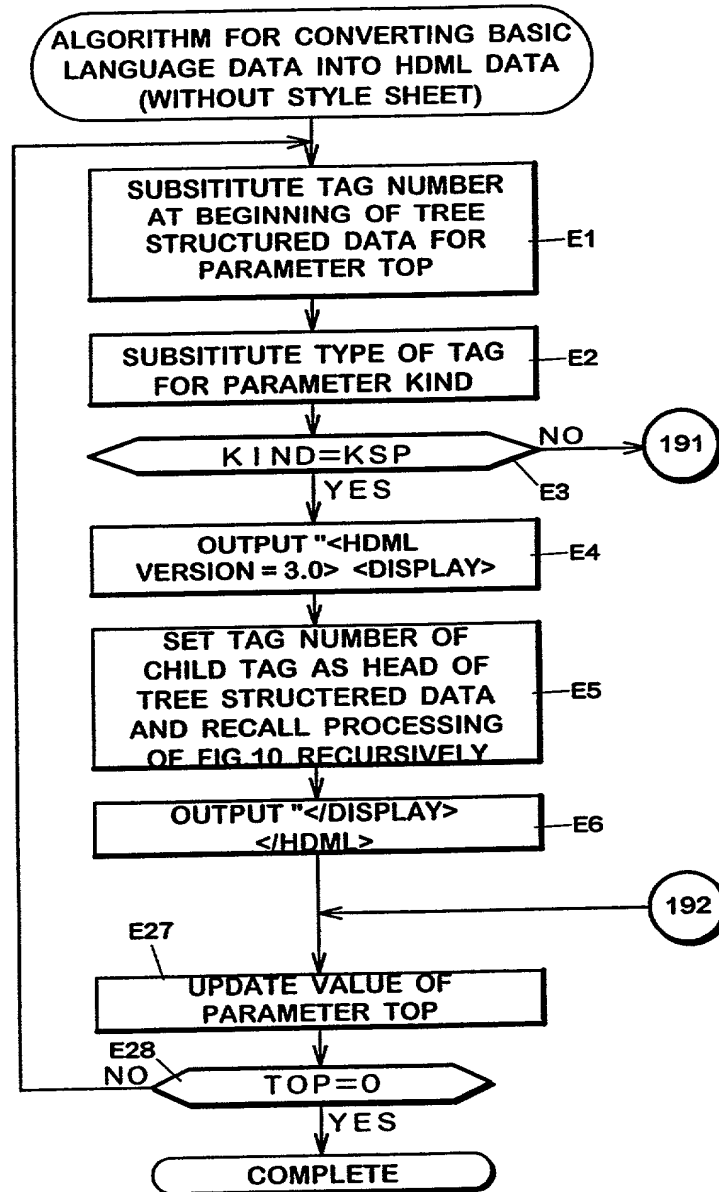 ALGORITHM FOR CONVERTING BASIC
LANGUAGE DATA INTO HDML DATA
(WITHOUT STYLE SHEET)
SUBSITITUTE TAG NUMBER
AT BEGINNING OF TREE
STRUCTURED DATA FOR
PARAMETER TOP
E1
SUBSITITUTE TYPE OF TAG
FOR PARAMETER KIND
E2
KIND=KSP
NO
191
E3
YES
OUTPUT "<HDML
VERSION = 3.0> <DISPLAY>
E4
SET TAG NUMBER OF
CHILD TAG AS HEAD OF
TREE STRUCTERED DATA
AND RECALL PROCESSING
OF FIG.10 RECURSIVELY
E5
OUTPUT "</DISPLAY>
</HDML>
E6
192
E27
UPDATE VALUE OF
PARAMETER TOP
E28
NO
TOP=0
YES
COMPLETE